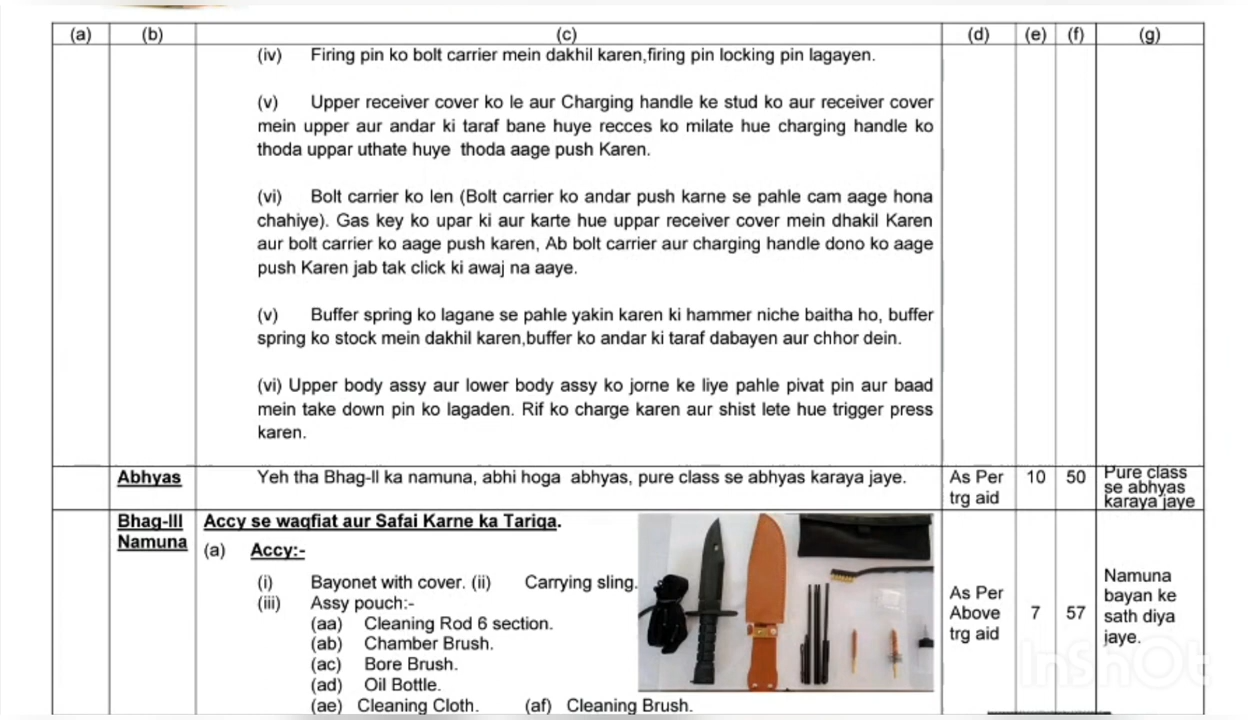 (a) (b) (c) (d) (e) (f) (g)
(iv) Firing pin ko bolt carrier mein dakhil karen,firing pin locking pin lagayen.
(v) Upper receiver cover ko le aur Charging handle ke stud ko aur receiver cover
mein upper aur andar ki taraf bane huye recces ko milate hue charging handle ko
thoda uppar uthate huye thoda aage push Karen.
(vi) Bolt carrier ko len (Bolt carrier ko andar push karne se pahle cam aage hona
chahiye). Gas key ko upar ki aur karte hue uppar receiver cover mein dhakil Karen
aur bolt carrier ko aage push karen, Ab bolt carrier aur charging handle dono ko aage
push Karen jab tak click ki awaj na aaye.
(v) Buffer spring ko lagane se pahle yakin karen ki hammer niche baitha ho, buffer
spring ko stock mein dakhil karen,buffer ko andar ki taraf dabayen aur chhor dein.
(vi) Upper body assy aur lower body assy ko jorne ke liye pahle pivat pin aur baad
mein take down pin ko lagaden. Rif ko charge karen aur shist lete hue trigger press
karen.
Abhyas
Yeh tha Bhag-II ka namuna, abhi hoga abhyas, pure class se abhyas karaya jaye.
As Per
trg aid
10
50
Pure class
se abhyas
karaya jaye
Bhag-III
Namuna
Accy se waqfiat aur Safai Karne ka Tariqa.
(a) Accy:-
(i) Bayonet with cover. (ii) Carrying sling.
(iii) Assy pouch:-
(aa) Cleaning Rod 6 section.
(ab) Chamber Brush.
(ac) Bore Brush.
(ad) Oil Bottle.
(ae) Cleaning Cloth. (af) Cleaning Brush.
As Per
Above
trg aid
7
57
Namuna
bayan ke
sath diya
jaye.
InShOt